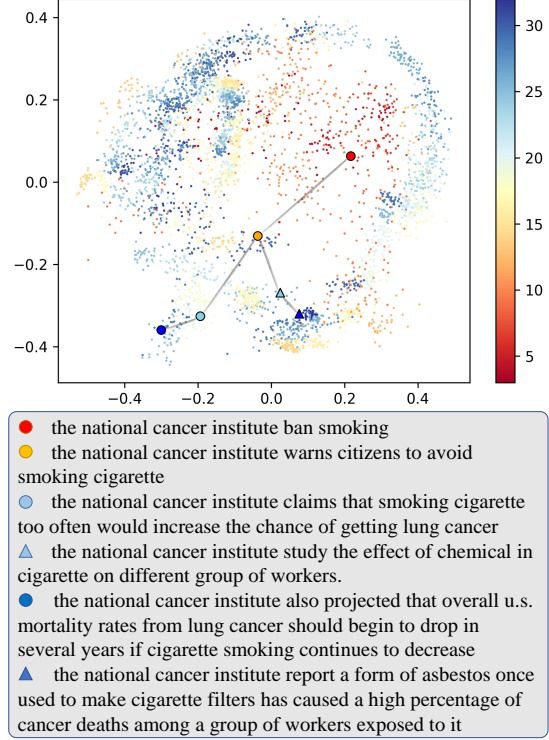 0.4
0.2
0.0
−0.2
−0.4
−0.4
−0.2
0.0
0.2
0.4
30
25
20
15
10
5
the national cancer institute ban smoking
the national cancer institute warns citizens to avoid
smoking cigarette
the national cancer institute claims that smoking cigarette
too often would increase the chance of getting lung cancer
the national cancer institute study the effect of chemical in
cigarette on different group of workers.
the national cancer institute also projected that overall u.s.
mortality rates from lung cancer should begin to drop in
several years if cigarette smoking continues to decrease
the national cancer institute report a form of asbestos once
used to make cigarette filters has caused a high percentage of
cancer deaths among a group of workers exposed to it